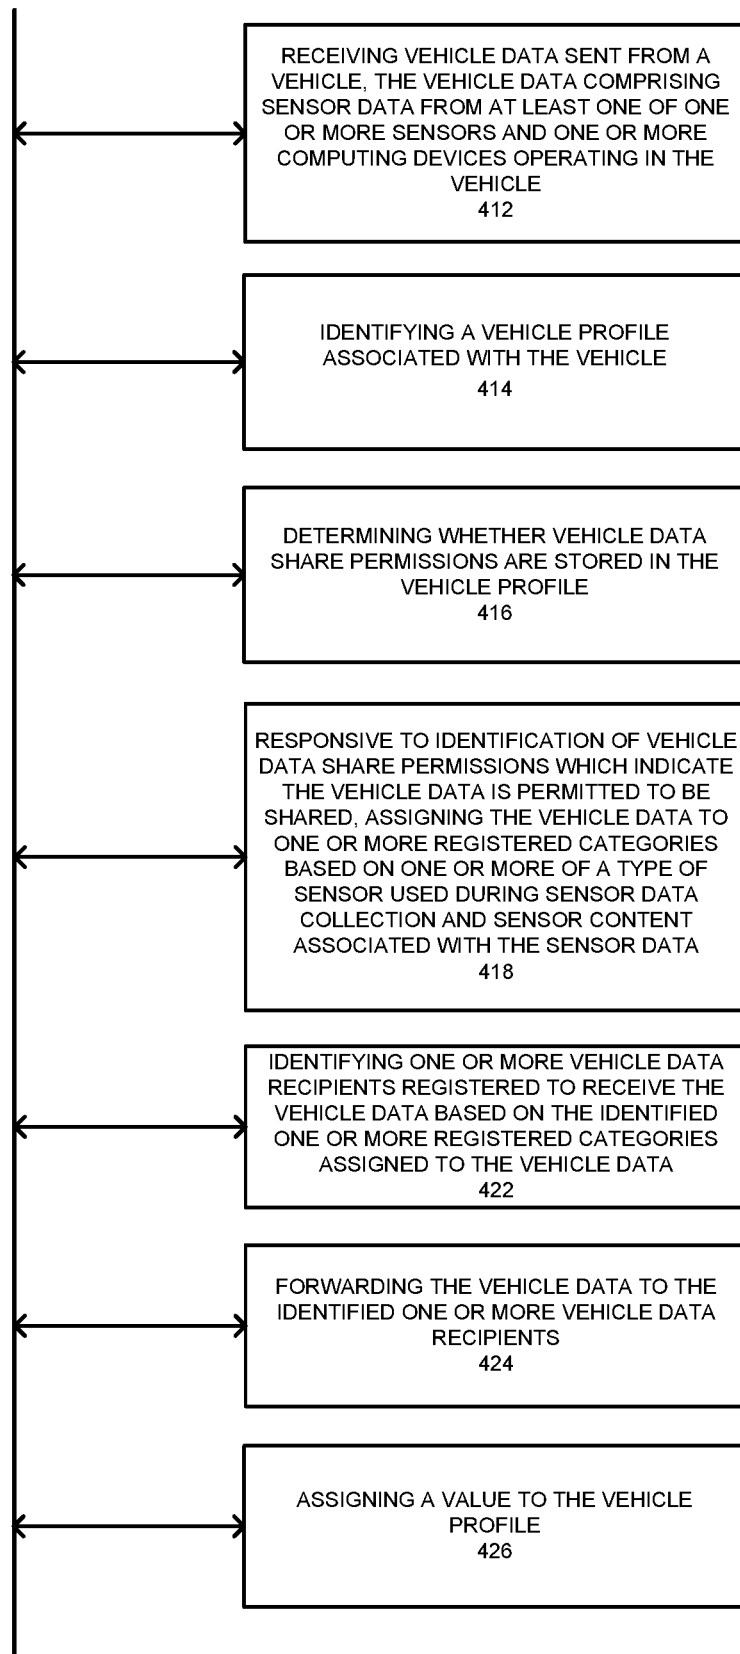 RECEIVING VEHICLE DATA SENT FROM A
VEHICLE, THE VEHICLE DATA COMPRISING
SENSOR DATA FROM AT LEAST ONE OF ONE
OR MORE SENSORS AND ONE OR MORE
COMPUTING DEVICES OPERATING IN THE
VEHICLE
412
IDENTIFYING A VEHICLE PROFILE
ASSOCIATED WITH THE VEHICLE
414
DETERMINING WHETHER VEHICLE DATA
SHARE PERMISSIONS ARE STORED IN THE
VEHICLE PROFILE
416
RESPONSIVE TO IDENTIFICATION OF VEHICLE
DATA SHARE PERMISSIONS WHICH INDICATE
THE VEHICLE DATA IS PERMITTED TO BE
SHARED, ASSIGNING THE VEHICLE DATA TO
ONE OR MORE REGISTERED CATEGORIES
BASED ON ONE OR MORE OF A TYPE OF
SENSOR USED DURING SENSOR DATA
COLLECTION AND SENSOR CONTENT
ASSOCIATED WITH THE SENSOR DATA
418
IDENTIFYING ONE OR MORE VEHICLE DATA
RECIPIENTS REGISTERED TO RECEIVE THE
VEHICLE DATA BASED ON THE IDENTIFIED
ONE OR MORE REGISTERED CATEGORIES
ASSIGNED TO THE VEHICLE DATA
422
FORWARDING THE VEHICLE DATA TO THE
IDENTIFIED ONE OR MORE VEHICLE DATA
RECIPIENTS
424
ASSIGNING A VALUE TO THE VEHICLE
PROFILE
426